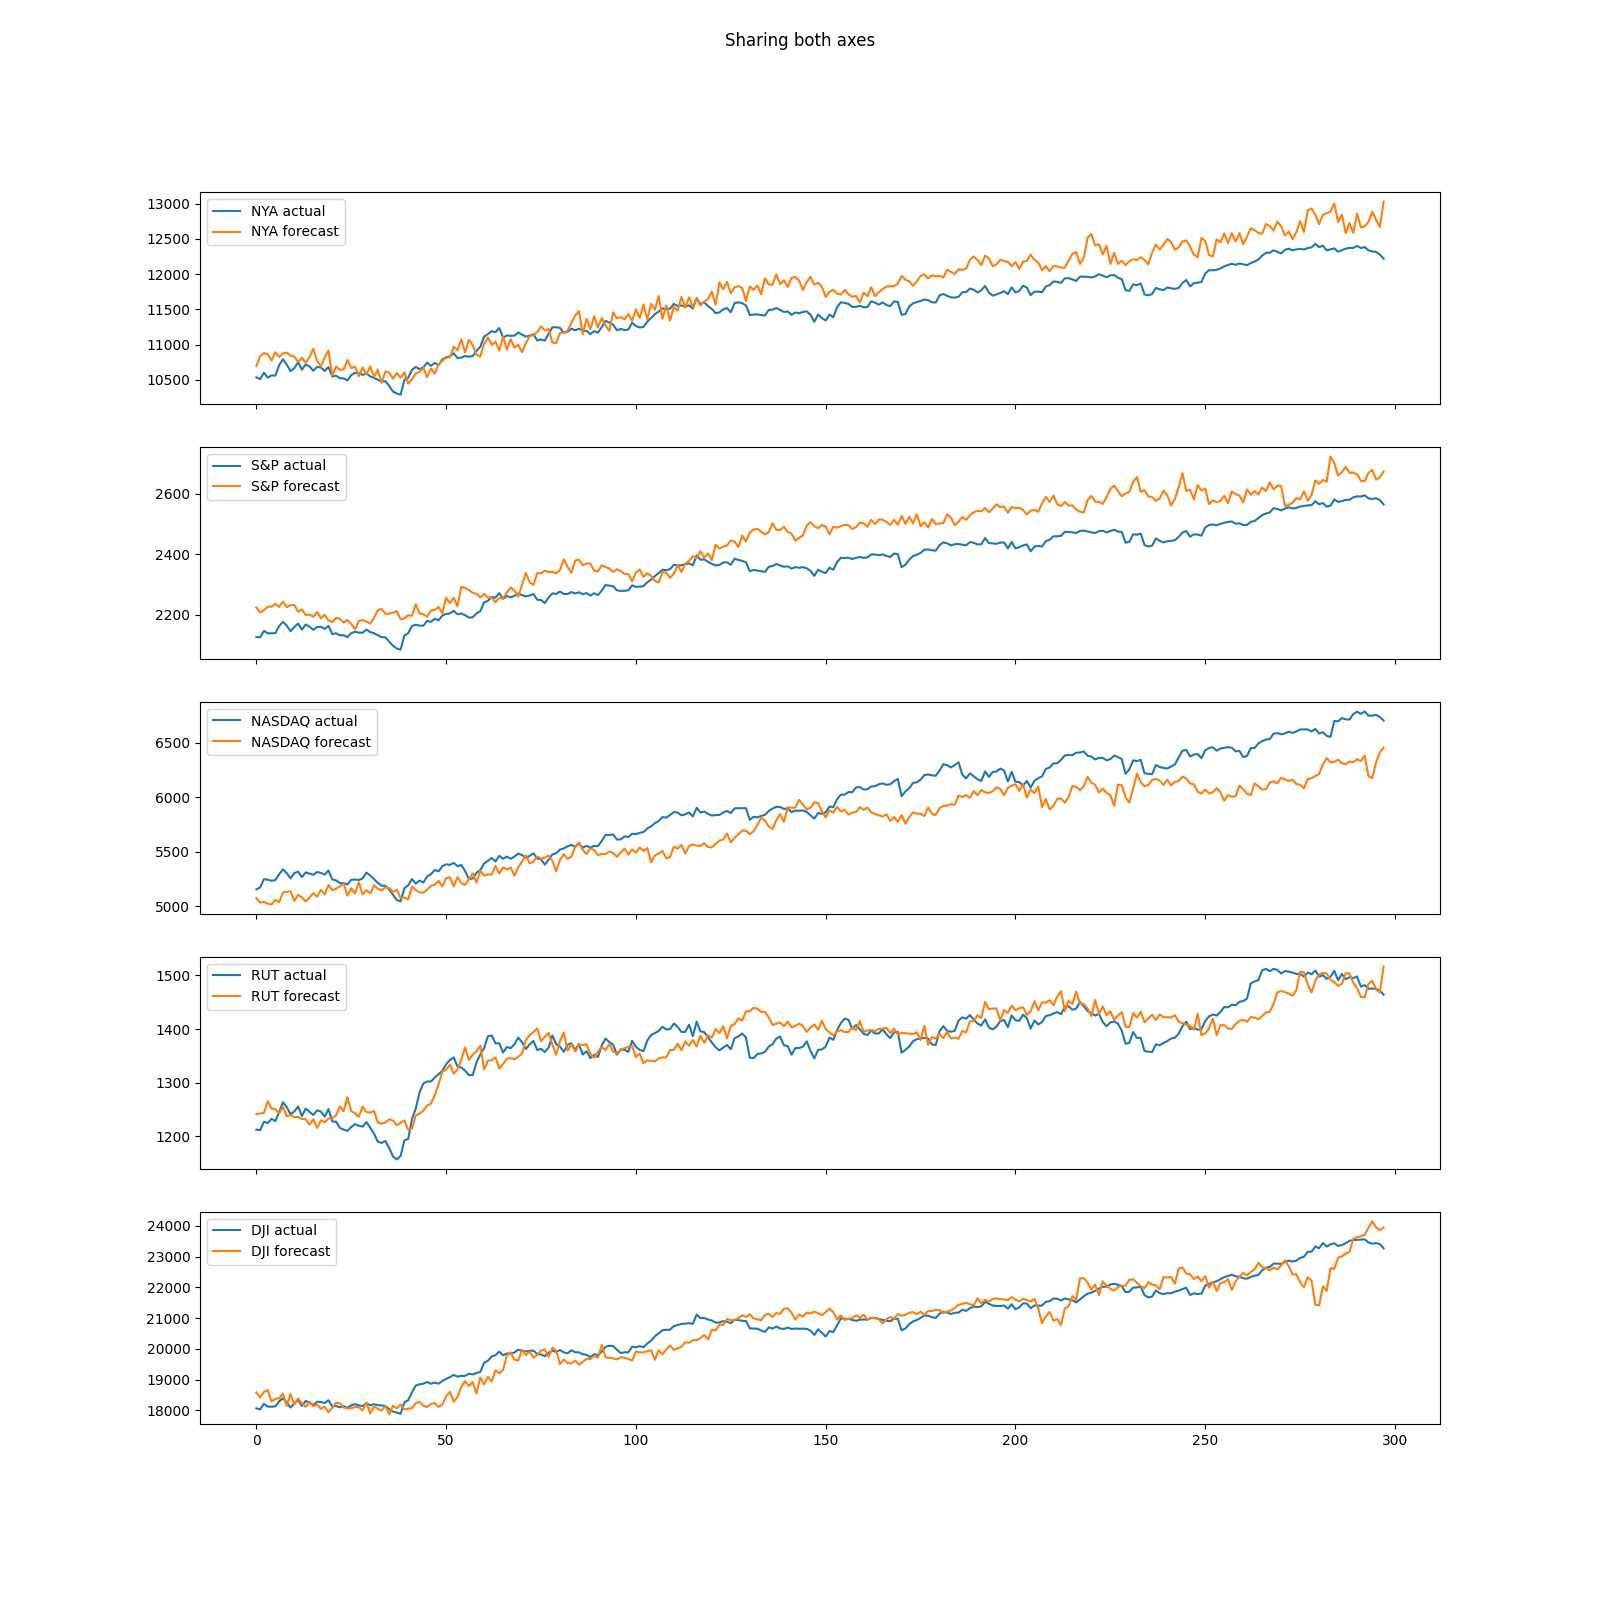 Sharing both axes
13000
12500
12000
11500
11000
10500
NYA actual
NYA forecast
2600
2400
2200
S&P actual
S&P forecast
6500
6000
5500
5000
NASDAQ actual
NASDAQ forecast
1500
1400
1300
1200
RUT actual
RUT forecast
24000
23000
22000
21000
20000
19000
18000
DJI actual
DJI forecast
0 50 100 150 200 250 300